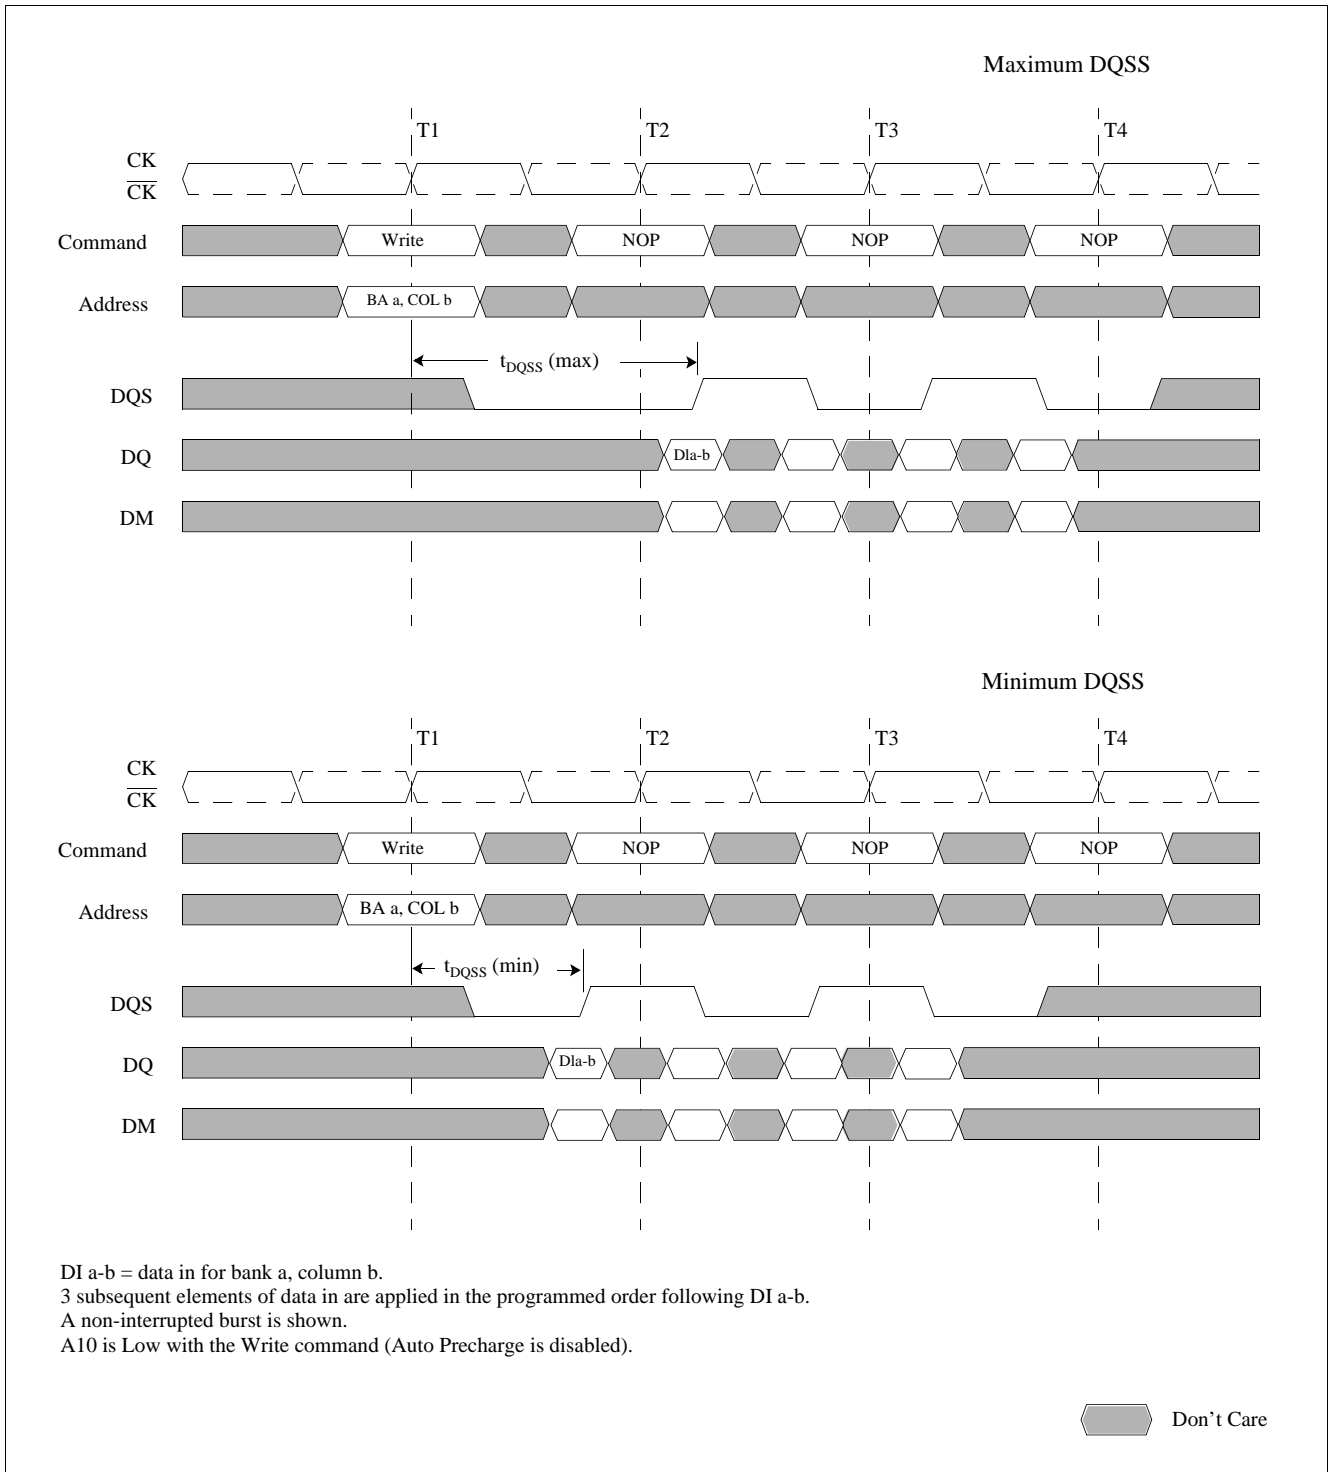 Maximum DQSS
T1 T2 T3 T4
CK
CK
Command Write NOP NOP NOP
Address BA a, COL b
tDQSS (max)
DQS
DQ Dla-b
DM
Minimum DQSS
T1 T2 T3 T4
CK
CK
Command Write NOP NOP NOP
Address BA a, COL b
tDQSS (min)
DQS
DQ Dla-b
DM
DI a-b = data in for bank a, column b.
3 subsequent elements of data in are applied in the programmed order following DI a-b.
A non-interrupted burst is shown.
A10 is Low with the Write command (Auto Precharge is disabled).
Don't Care